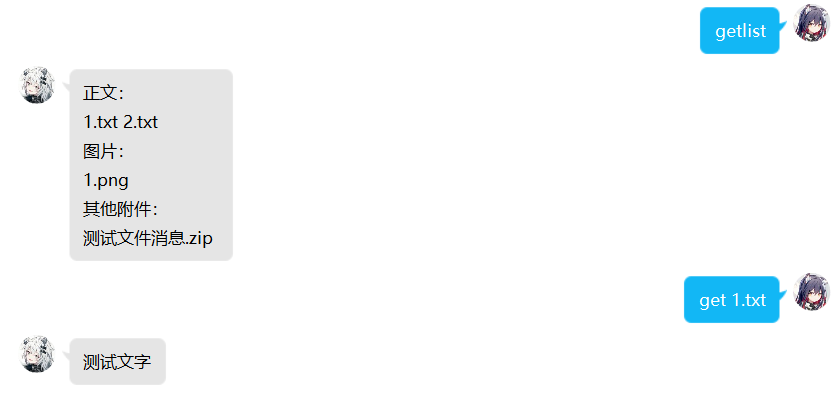 getlist
正文：
1.txt 2.txt
图片：
1.png
其他附件：
测试文件消息.zip
get 1.txt
测试文字